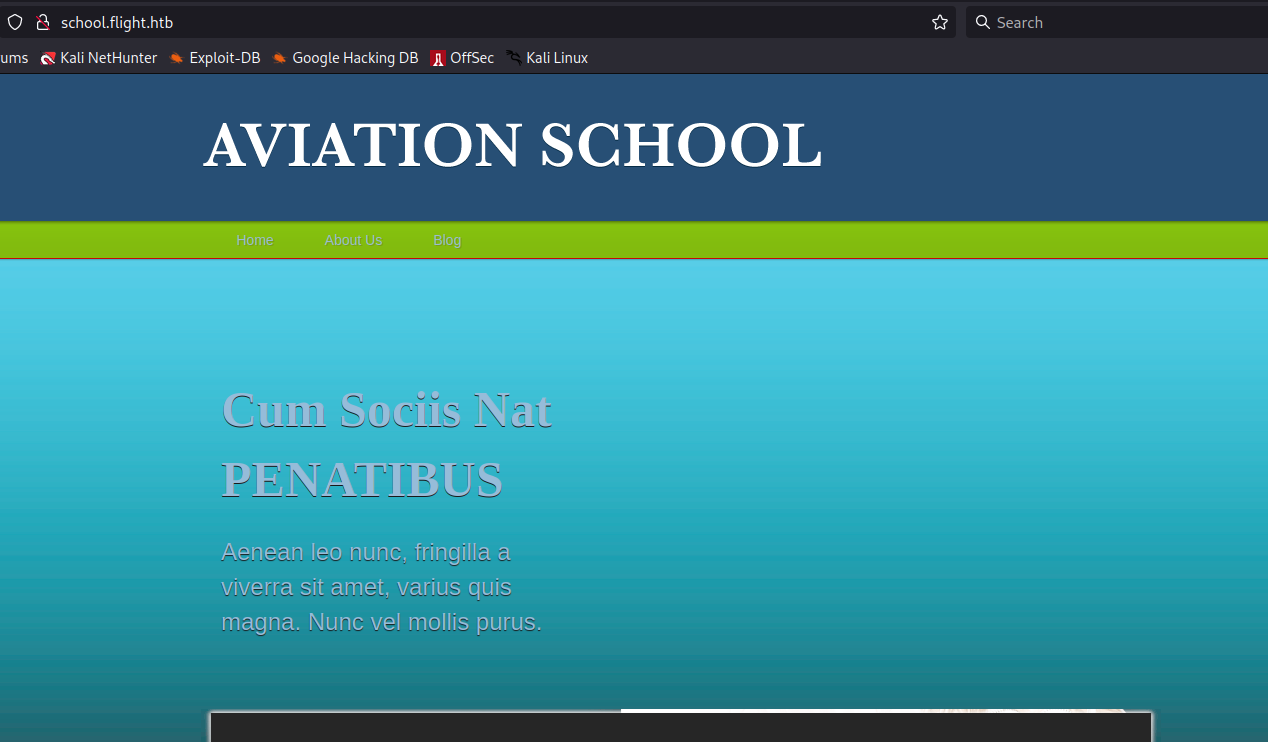 school.flight.htb
Search
ums Kali NetHunter Exploit-DB Google Hacking DB OffSec Kali Linux
AVIATION SCHOOL
Home About Us Blog
Cum Sociis Nat
PENATIBUS
Aenean leo nunc, fringilla a
viverra sit amet, varius quis
magna. Nunc vel mollis purus.